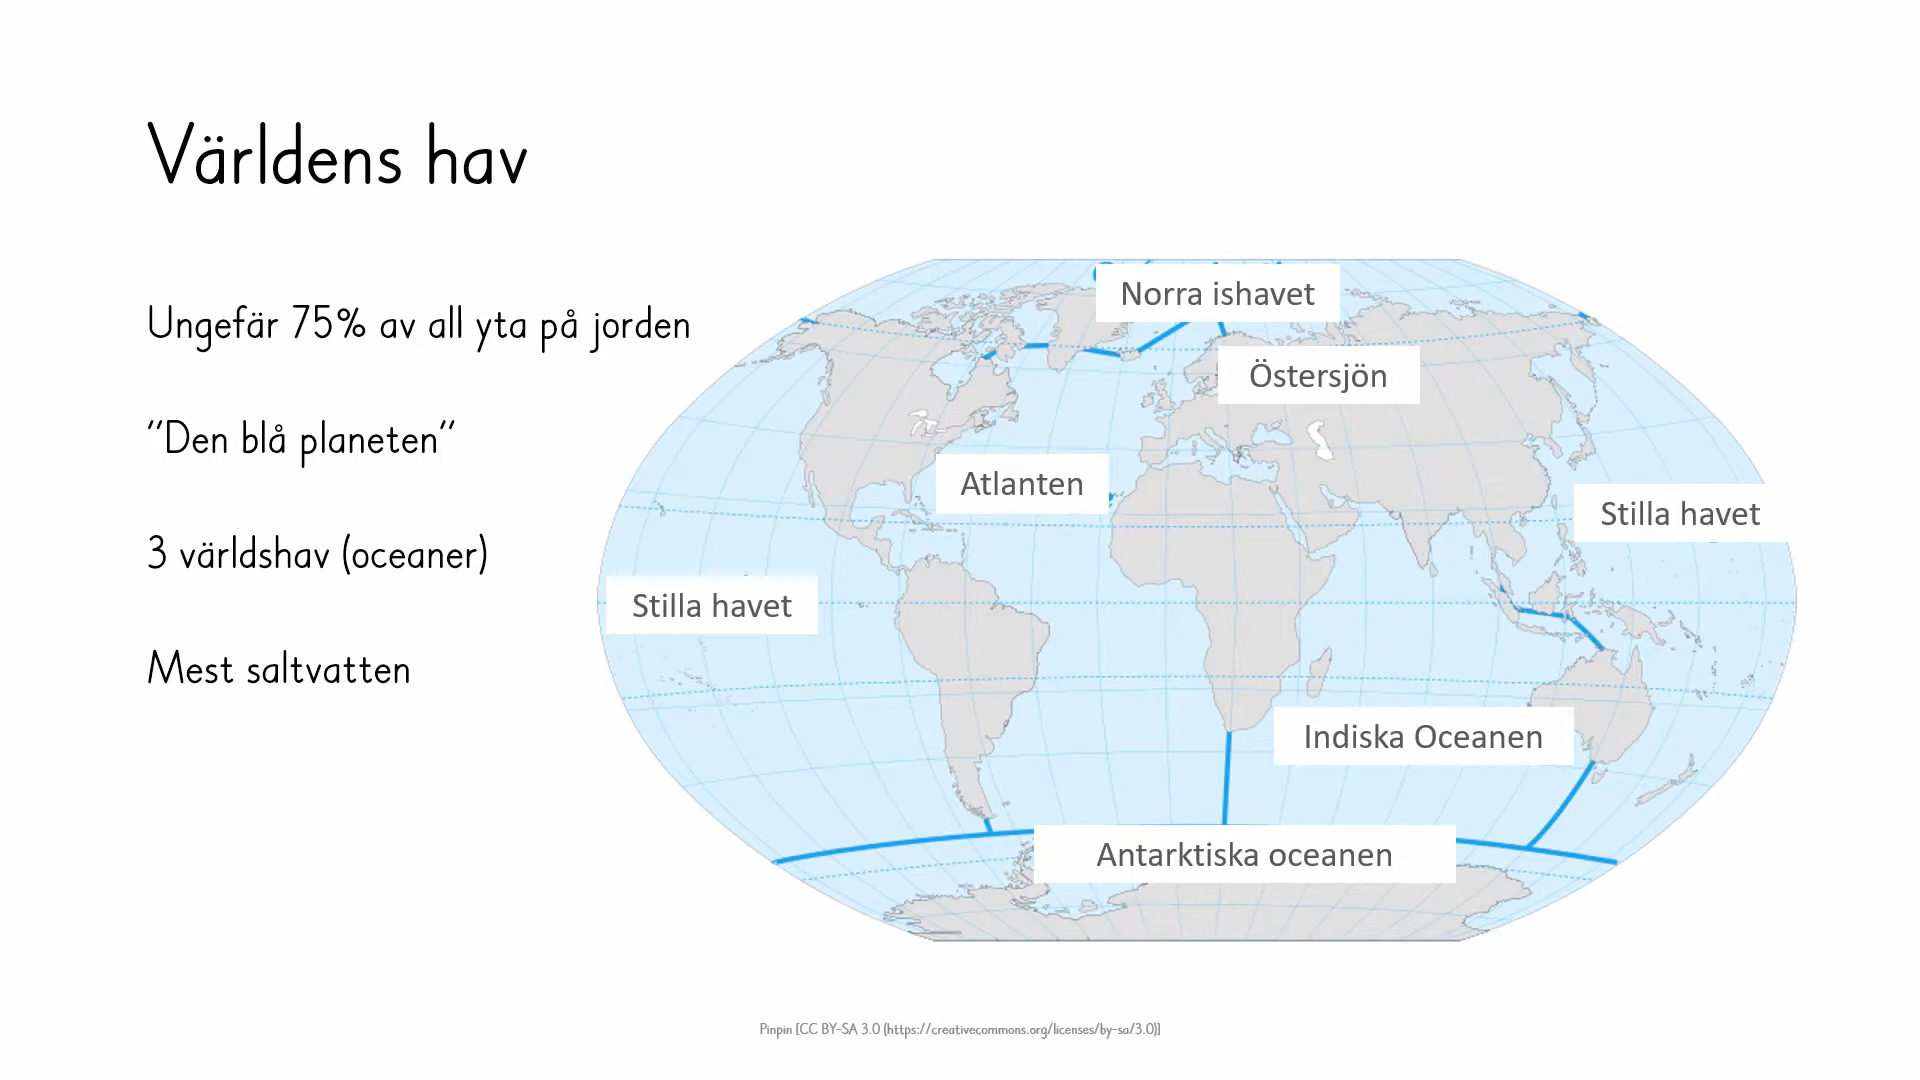 Världens hav
Ungefär 75% av all yta på jorden
"Den blå planeten"
3 världshav (oceaner)
Mest saltvatten
Norra ishavet
Östersjön
Atlanten
Stilla havet
Stilla havet
Indiska Oceanen
Antarktiska oceanen
Pinpin [CC BY-SA 3.0 (https://creativecommons.org/licenses/by-sa/3.0)]